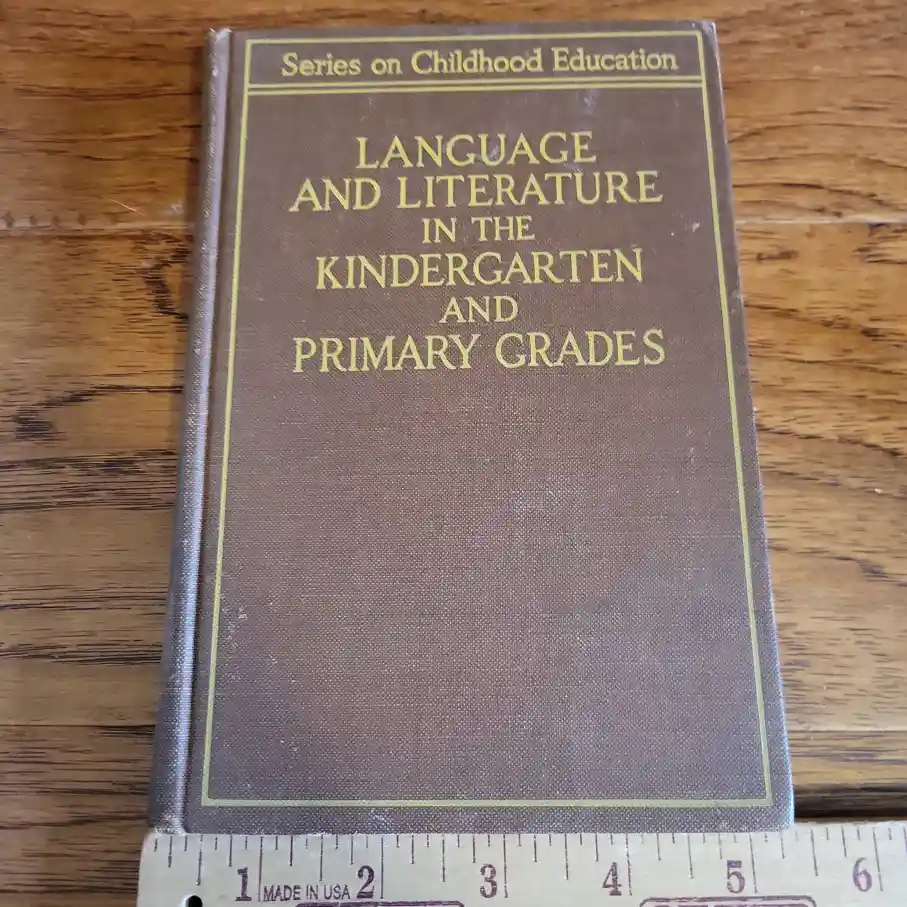 Series on Childhood Education
LANGUAGE
AND LITERATURE
IN THE
KINDERGARTEN
AND
PRIMARY GRADES
1 MADE IN USA 2 3 4 5 6